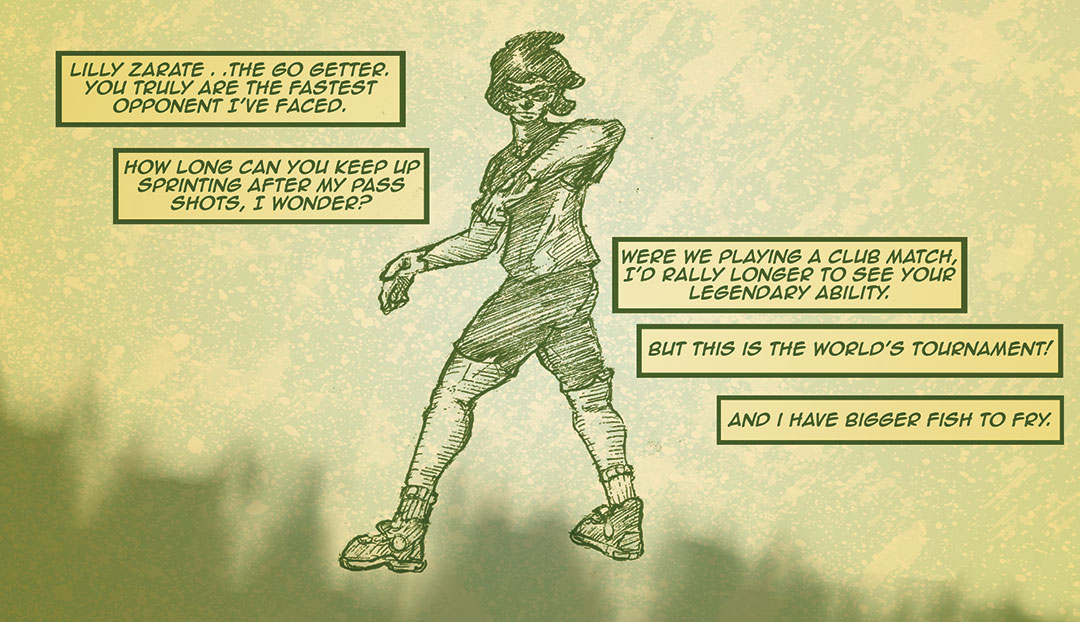 LILLY ZARATE . .THE GO GETTER.
YOU TRULY ARE THE FASTEST
OPPONENT I'VE FACED.
HOW LONG CAN YOU KEEP UP
SPRINTING AFTER MY PASS
SHOTS, I WONDER?
WERE WE PLAYING A CLUB MATCH,
I'D RALLY LONGER TO SEE YOUR
LEGENDARY ABILITY.
BUT THIS IS THE WORLD'S TOURNAMENT!
AND I HAVE BIGGER FISH TO FRY.